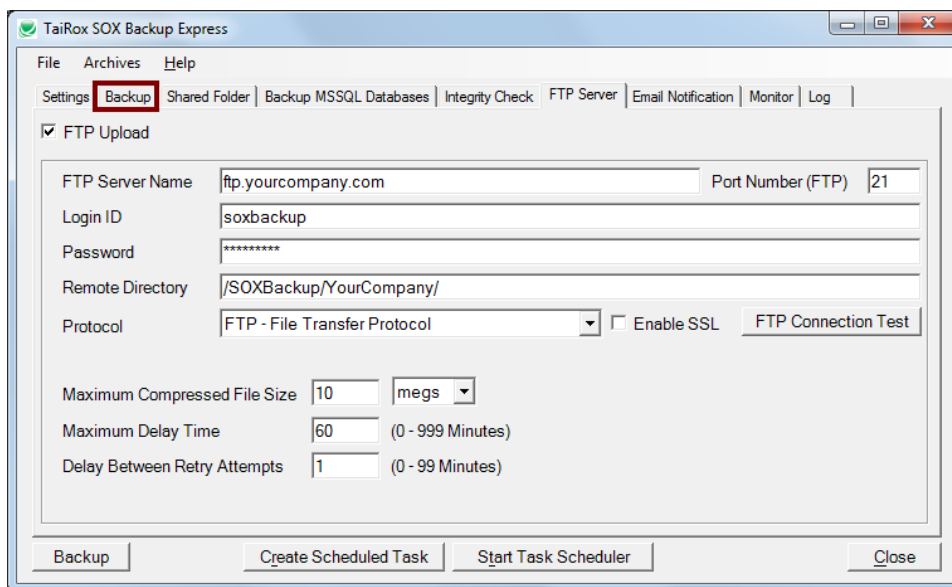 TaiRox SOX Backup Express
File Archives Help
Settings Backup Shared Folder Backup MSSQL Databases Integrity Check FTP Server Email Notification Monitor Log
FTP Upload
FTP Server Name ftp.yourcompany.com Port Number (FTP) 21
Login ID soxbackup
Password *********
Remote Directory /SOXBackup/YourCompany/
Protocol FTP - File Transfer Protocol Enable SSL FTP Connection Test
Maximum Compressed File Size 10 megs
Maximum Delay Time 60 (0 - 999 Minutes)
Delay Between Retry Attempts 1 (0 - 99 Minutes)
Backup Create Scheduled Task Start Task Scheduler Close